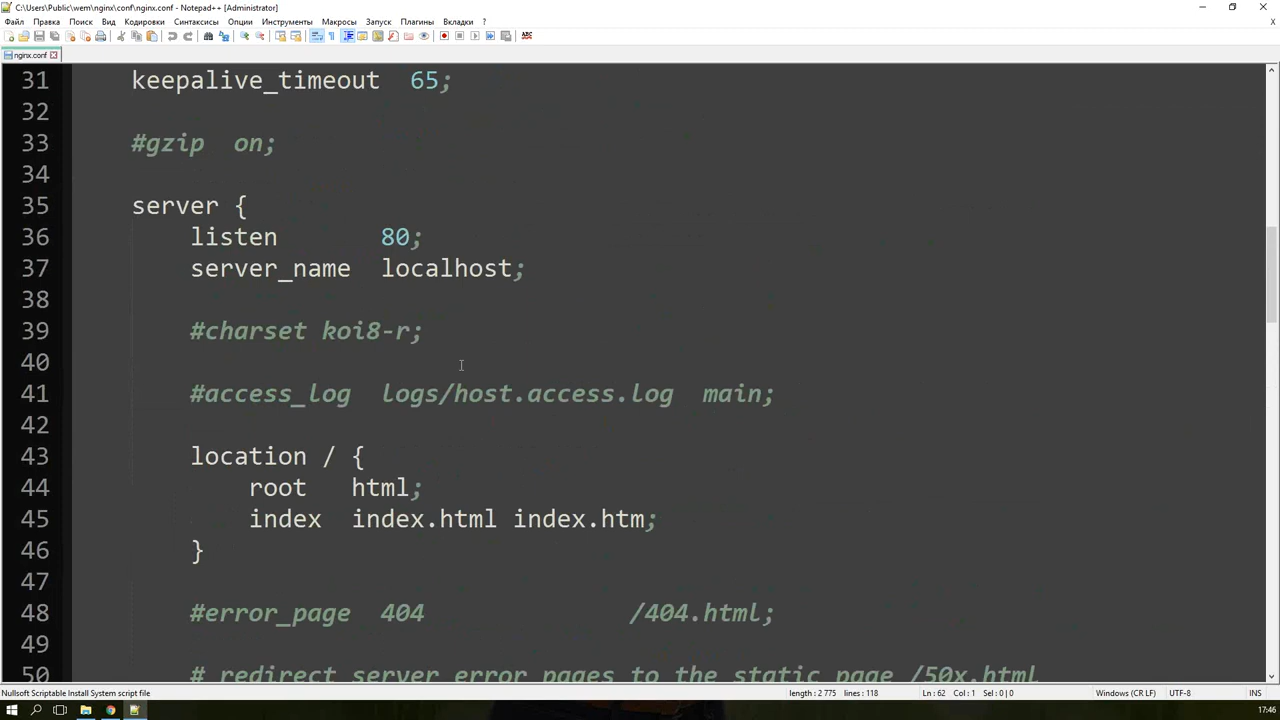 C:\Users\Public\wem\nginx\conf\nginx.conf - Notepad++ [Administrator]
Файл Правка Поиск Вид Кодировки Синтаксисы Опции Инструменты Макросы Запуск Плагины Вкладки ?
X
ABC
nginx.conf
31 keepalive_timeout 65;
32
33 #gzip on;
34
35 server {
36 listen 80;
37 server_name localhost;
38
39 #charset koi8-r;
40
41 #access_log logs/host.access.log main;
42
43 location / {
44 root html;
45 index index.html index.htm;
46 }
47
48 #error_page 404 /404.html;
49
50 # redirect server error pages to the static page /50x.html
Nullsoft Scriptable Install System script file length : 2 775 lines : 118 Ln : 62 Col : 1 Sel : 0 | 0 Windows (CR LF) UTF-8 INS
17:46